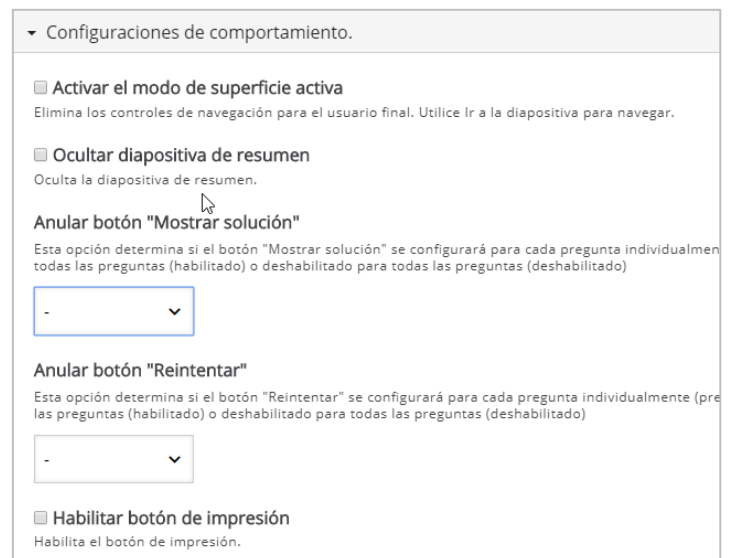 Configuraciones de comportamiento.
Activar el modo de superficie activa
Elimina los controles de navegación para el usuario final. Utilice Ir a la diapositiva para navegar.
Ocultar diapositiva de resumen
Oculta la diapositiva de resumen.
Anular botón "Mostrar solución"
Esta opción determina si el botón "Mostrar solución" se configurará para cada pregunta individualmen
todas las preguntas (habilitado) o deshabilitado para todas las preguntas (deshabilitado)
-
Anular botón "Reintentar"
Esta opción determina si el botón "Reintentar" se configurará para cada pregunta individualmente (pre
las preguntas (habilitado) o deshabilitado para todas las preguntas (deshabilitado)
-
Habilitar botón de impresión
Habilita el botón de impresión.